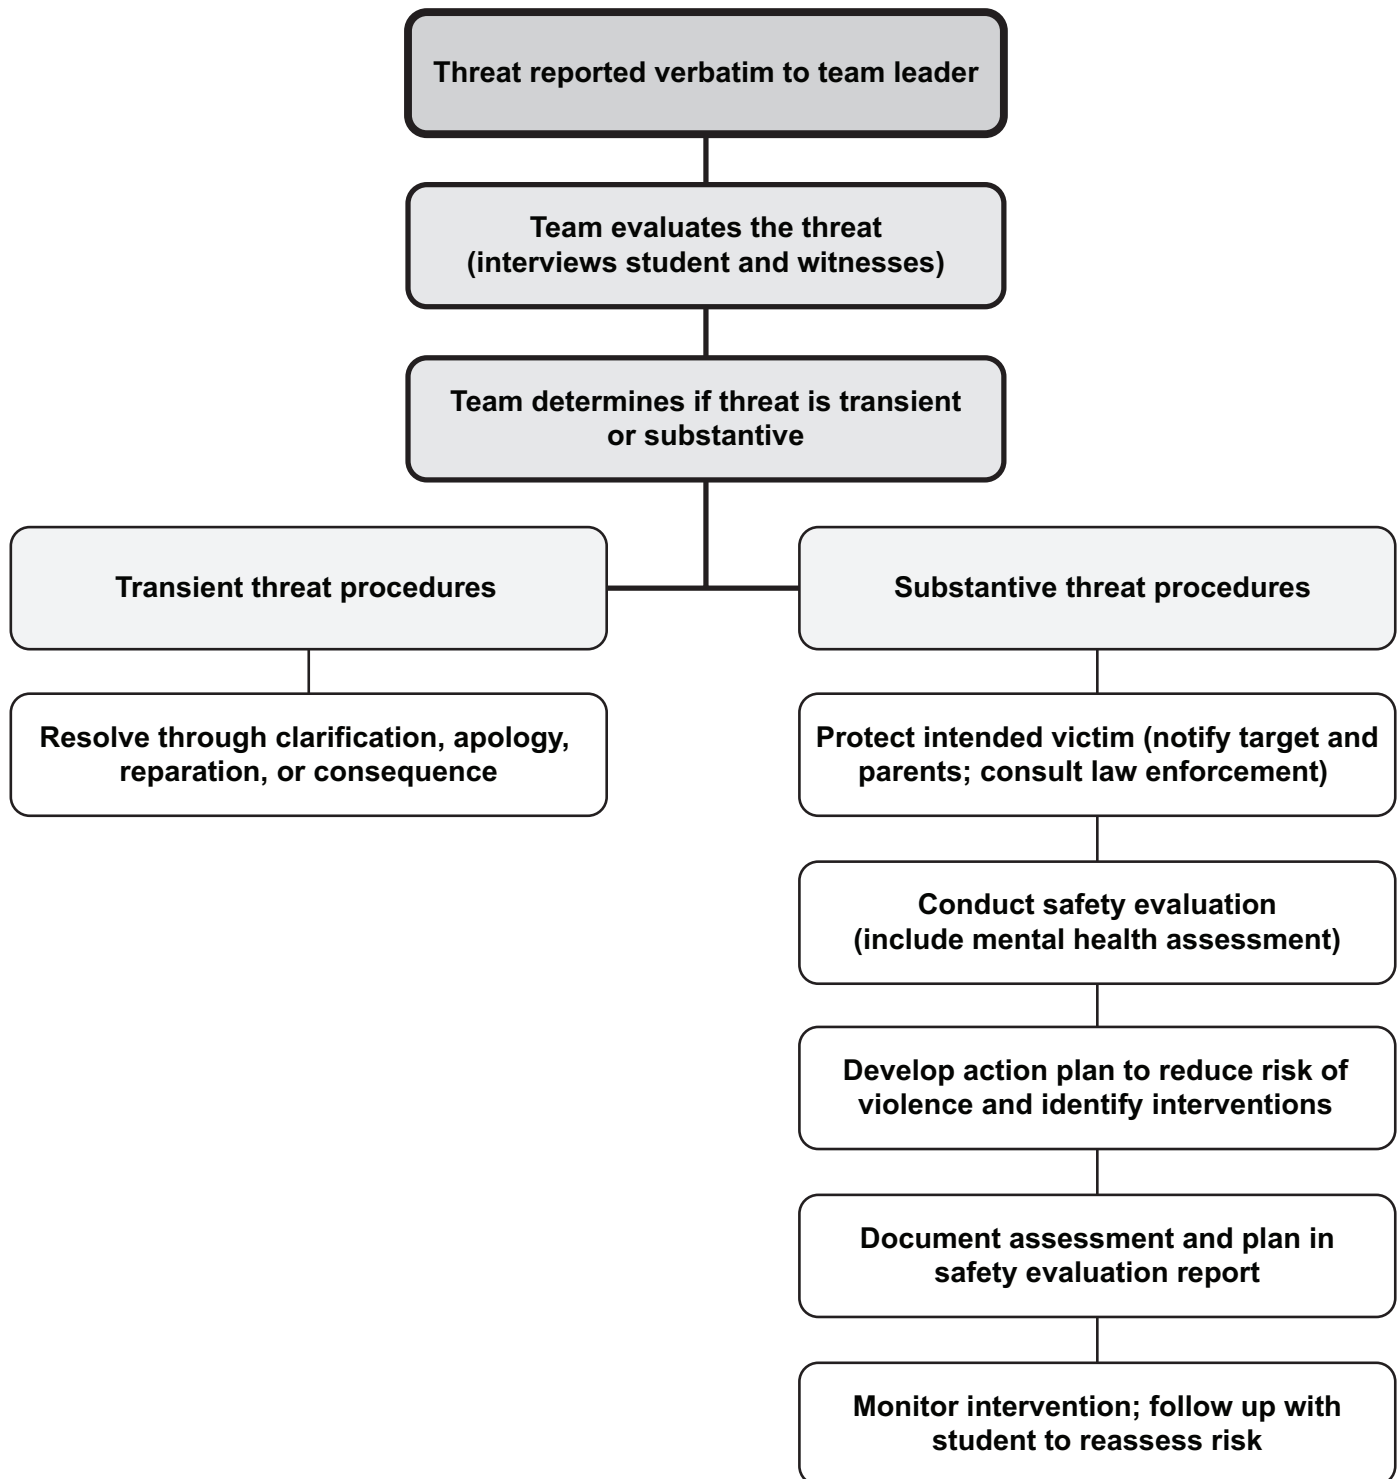 Threat reported verbatim to team leader
Team evaluates the threat
(interviews student and witnesses)
Team determines if threat is transient
or substantive
Transient threat procedures
Resolve through clarification, apology,
reparation, or consequence
Substantive threat procedures
Protect intended victim (notify target and
parents; consult law enforcement)
Conduct safety evaluation
(include mental health assessment)
Develop action plan to reduce risk of
violence and identify interventions
Document assessment and plan in
safety evaluation report
Monitor intervention; follow up with
student to reassess risk